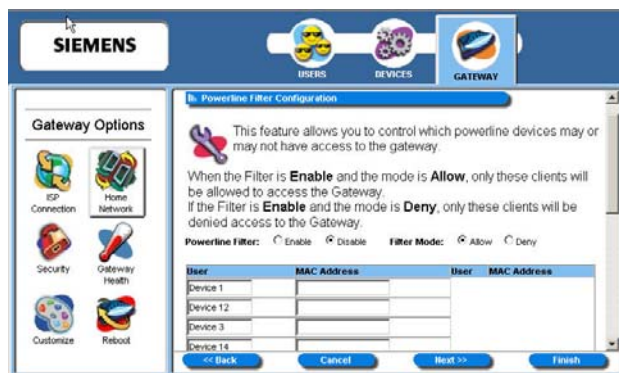 SIEMENS
USERS
DEVICES
GATEWAY
Gateway Options
ISP Connection
Home Network
Security
Gateway Health
Customize
Reboot
Powerline Filter Configuration
This feature allows you to control which powerline devices may or
may not have access to the gateway.
When the Filter is Enable and the mode is Allow, only these clients will
be allowed to access the Gateway.
If the Filter is Enable and the mode is Deny, only these clients will be
denied access to the Gateway.
Powerline Filter: Enable Disable Filter Mode: Allow Deny
User MAC Address User MAC Address
Device 1
Device 12
Device 3
Device 14
<< Back Cancel Next >> Finish